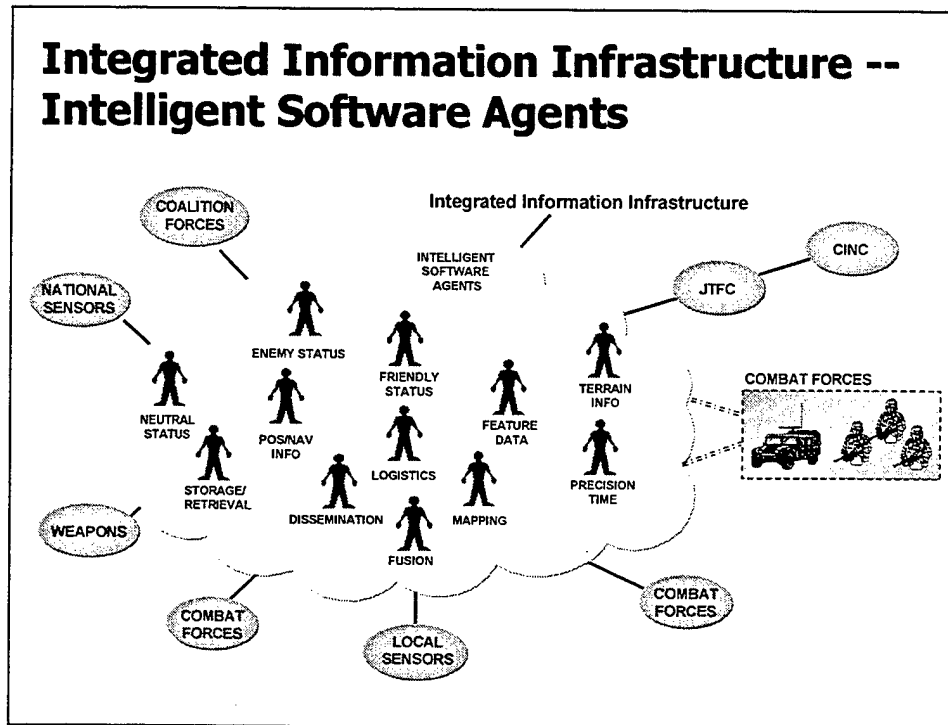 Integrated Information Infrastructure --
Intelligent Software Agents
COALITION
FORCES
Integrated Information Infrastructure
INTELLIGENT
SOFTWARE
AGENTS
CINC
JTFC
NATIONAL
SENSORS
ENEMY STATUS
FRIENDLY
STATUS
TERRAIN
INFO
COMBAT FORCES
NEUTRAL
STATUS
POS/NAV
INFO
FEATURE
DATA
LOGISTICS
PRECISION
TIME
STORAGE/
RETRIEVAL
DISSEMINATION
MAPPING
WEAPONS
FUSION
COMBAT
FORCES
COMBAT
FORCES
LOCAL
SENSORS